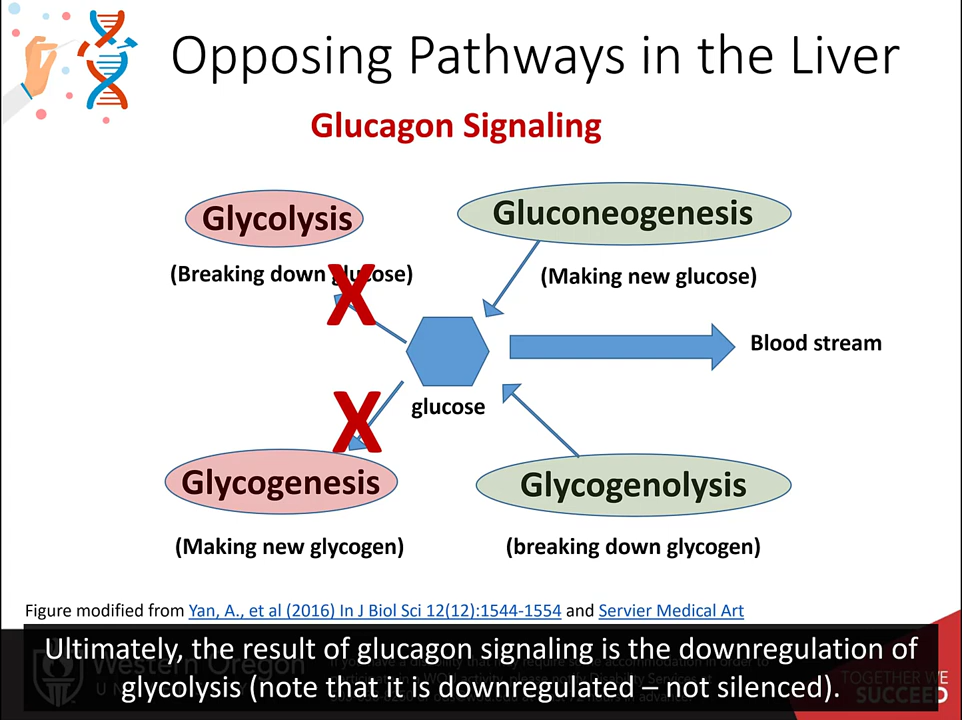 Opposing Pathways in the Liver
Glucagon Signaling
Glycolysis
Gluconeogenesis
(Breaking down glucose)
(Making new glucose)
X
Blood stream
glucose
X
Glycogenesis
Glycogenolysis
(Making new glycogen)
(breaking down glycogen)
Figure modified from Yan, A., et al (2016) In J Biol Sci 12(12):1544-1554 and Servier Medical Art
Ultimately, the result of glucagon signaling is the downregulation of
glycolysis (note that it is downregulated – not silenced).
Western Oregon
TOGETHER WE
SUCCEED